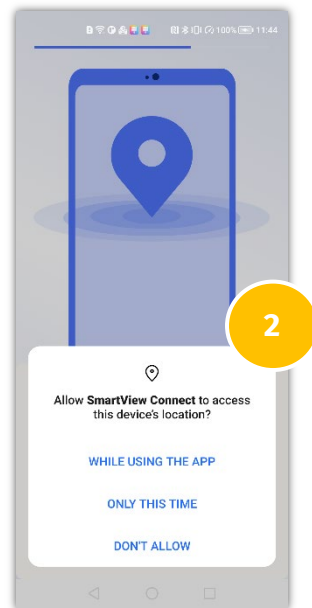 100% 11:44
2
Allow SmartView Connect to access
this device's location?
WHILE USING THE APP
ONLY THIS TIME
DON'T ALLOW